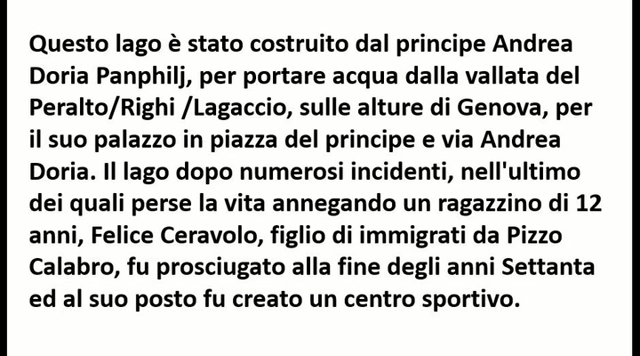 Questo lago è stato costruito dal principe Andrea
Doria Panphilj, per portare acqua dalla vallata del
Peralto/Righi /Lagaccio, sulle alture di Genova, per
il suo palazzo in piazza del principe e via Andrea
Doria. Il lago dopo numerosi incidenti, nell'ultimo
dei quali perse la vita annegando un ragazzino di 12
anni, Felice Ceravolo, figlio di immigrati da Pizzo
Calabro, fu prosciugato alla fine degli anni Settanta
ed al suo posto fu creato un centro sportivo.